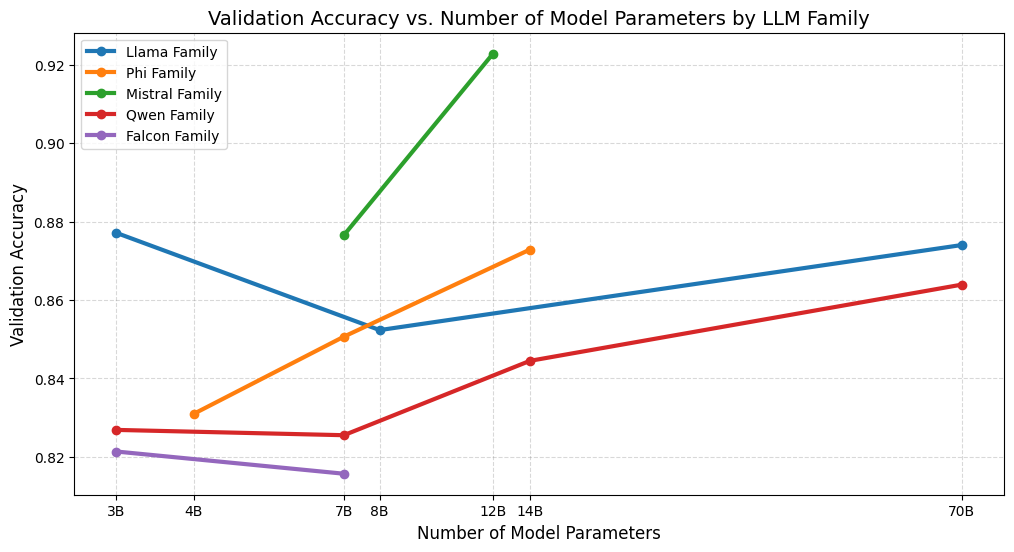 Validation Accuracy vs. Number of Model Parameters by LLM Family
Llama Family
Phi Family
Mistral Family
Qwen Family
Falcon Family
Validation Accuracy
0.92
0.90
0.88
0.86
0.84
0.82
3B 4B 7B 8B 12B 14B 70B
Number of Model Parameters